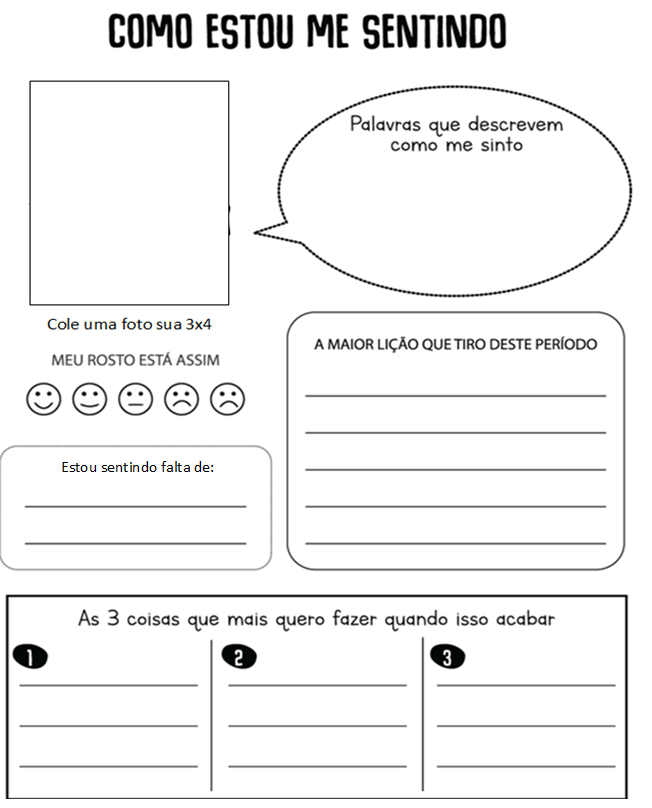 COMO ESTOU ME SENTINDO
Palavras que descrevem
como me sinto
Cole uma foto sua 3x4
MEU ROSTO ESTÁ ASSIM
A MAIOR LIÇÃO QUE TIRO DESTE PERÍODO
Estou sentindo falta de:
As 3 coisas que mais quero fazer quando isso acabar
1
2
3